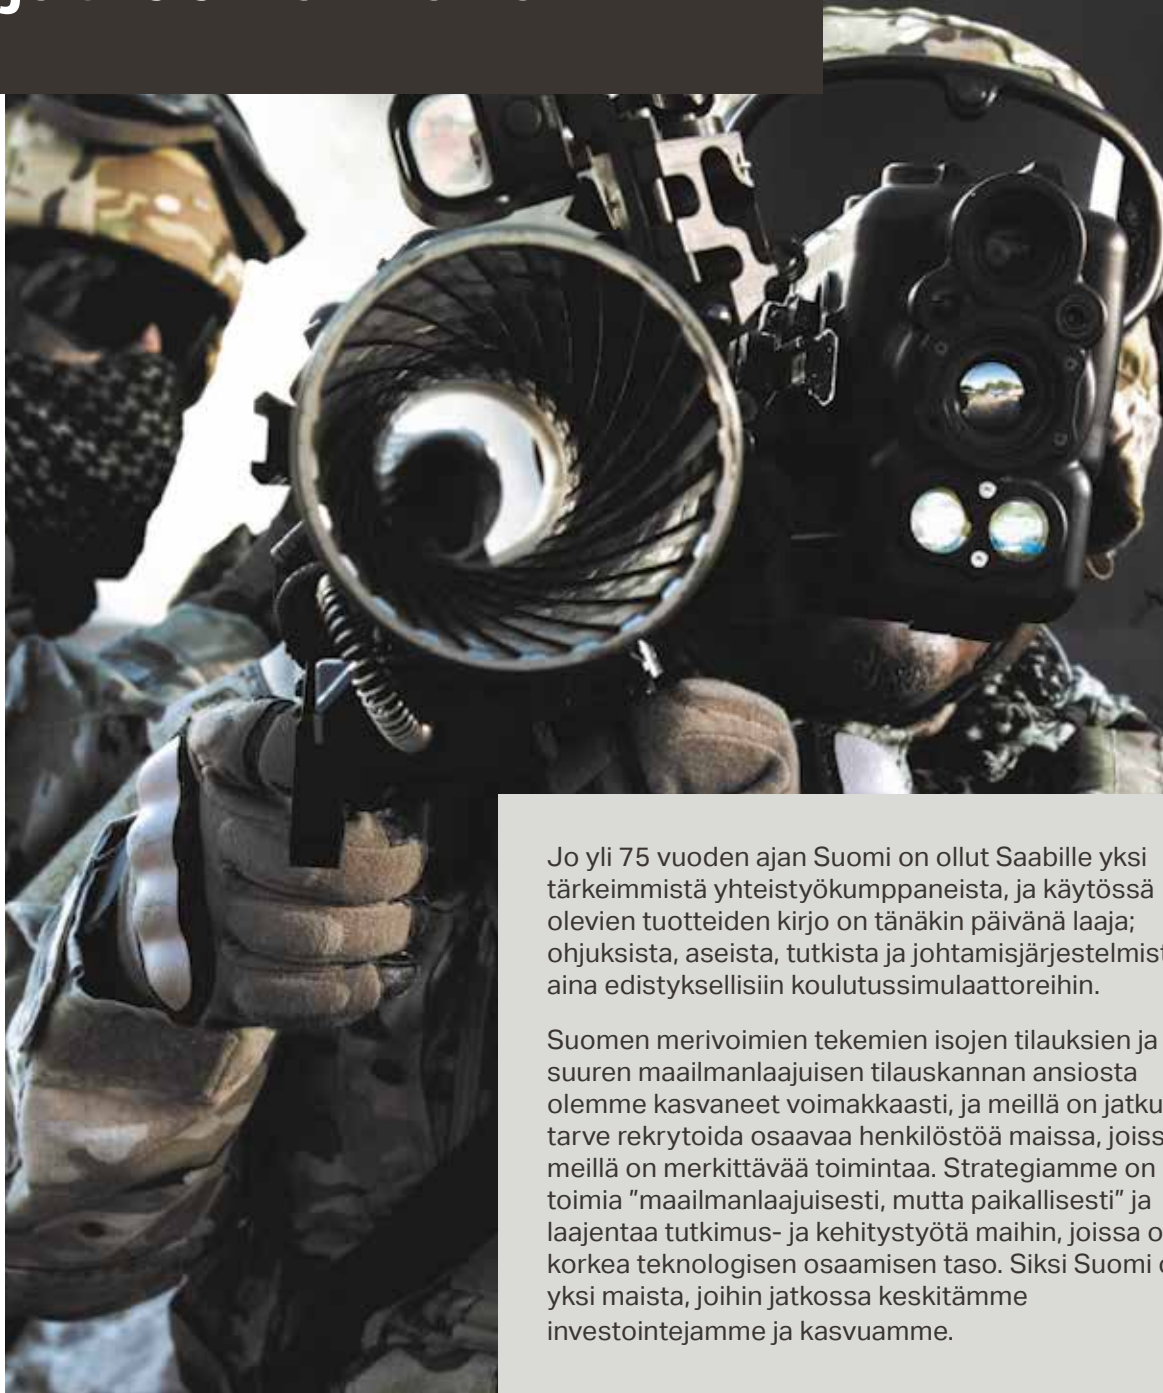 Jo yli 75 vuoden ajan Suomi on ollut Saabille yksi
tärkeimmistä yhteistyökumppaneista, ja käytössä
olevien tuotteiden kirjo on tänäkin päivänä laaja;
ohjuksista, aseista, tutkista ja
aina edistyksellisiin koulutussimulaattoreihin.
Suomen merivoimien tekemien isojen tilauksien ja
suuren maailmanlaajuisen tilauskannan ansiosta
olemme kasvaneet voimakkaasti, ja meillä on
tarve rekrytoida osaavaa henkilöstöä maissa,
meillä on merkittävää toimintaa. Strategiamme on
toimia "maailmanlaajuisesti, mutta paikallisesti" ja
laajentaa tutkimus- ja kehitystyötä maihin, joissa
korkea teknologisen osaamisen taso. Siksi Suomi
yksi maista, joihin jatkossa keskitämme
investointejamme ja kasvuamme.